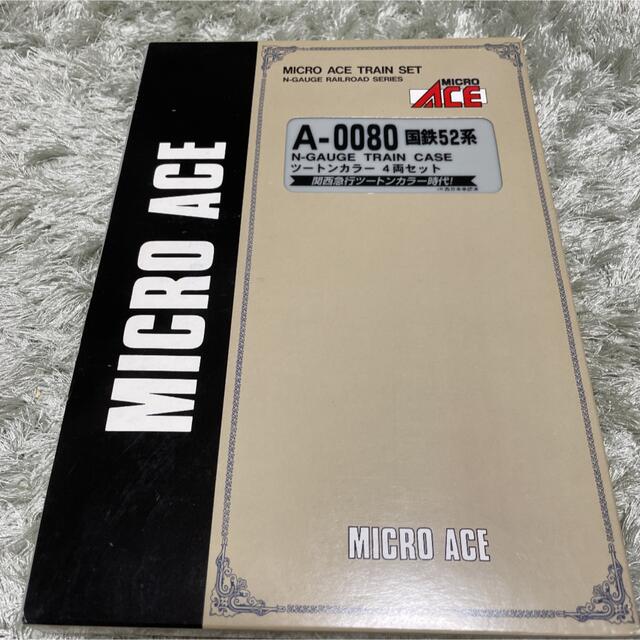 MICRO ACE
MICRO ACE TRAIN SET
N-GAUGE RAILROAD SERIES
MICRO
ACE
A-0080 国鉄52系
N-GAUGE TRAIN CASE
ツートンカラー 4両セット
関西急行ツートンカラー時代!
MICRO ACE